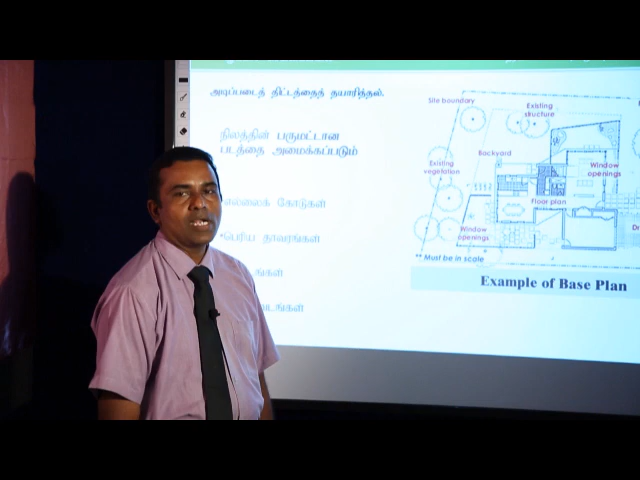 அடிப்படைத் திட்டத்தைத் தயாரித்தல்.
நிலத்தின் பருமட்டான
படத்தை அமைக்கப்படும்
எல்லைக் கோடுகள்
*பெரிய தாவரங்கள்
Site boundary
Existing
structure
Backyard
Existing
vegetation
Window
openings
Floor plan
Window
openings
** Must be in scale
Example of Base Plan